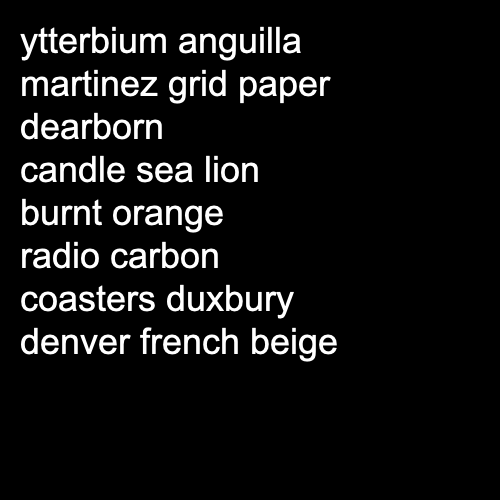 ytterbium anguilla
martinez grid paper
dearborn
candle sea lion
burnt orange
radio carbon
coasters duxbury
denver french beige